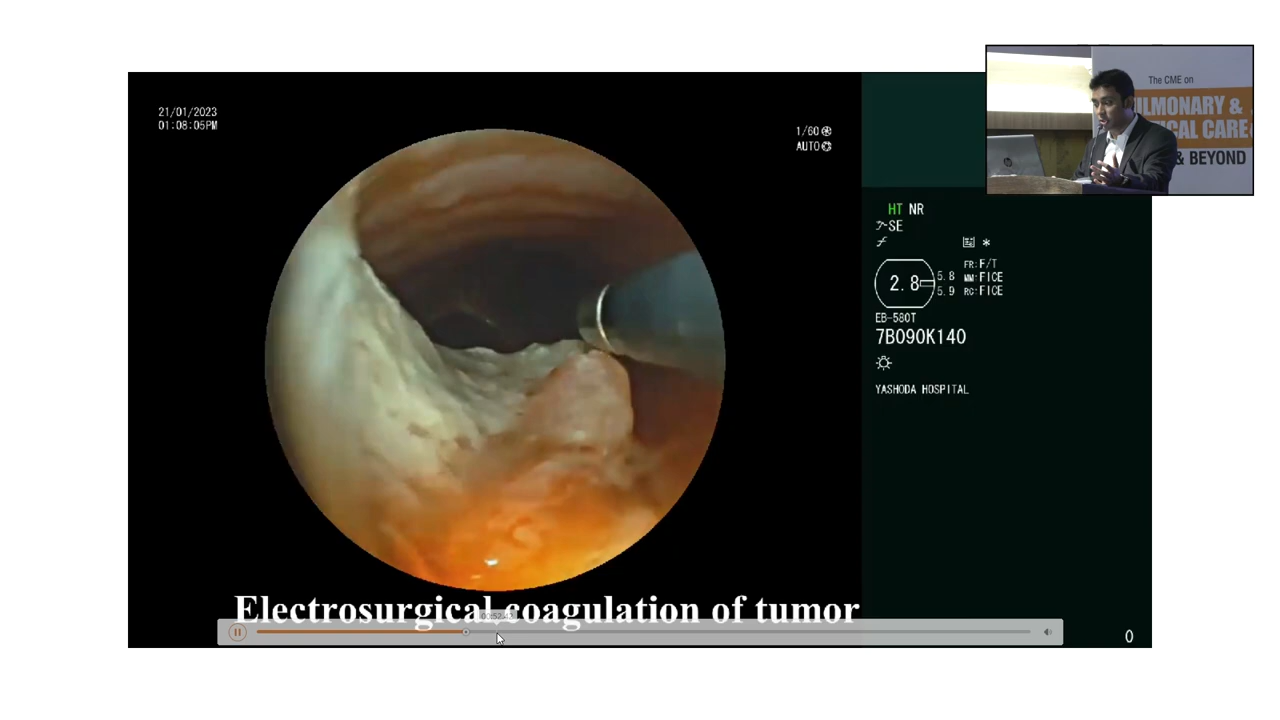 21/01/2023
01:08:05PM
1/60
AUTO
The CME on
ULMONARY &
ICAL CARE
& BEYOND
hp
HT NR
SE
FR:F/T
2.8
5.8 MM:FICE
5.9 RC:FICE
EB-580T
7B090K140
YASHODA HOSPITAL
Electrosurgical coagulation of tumor
0